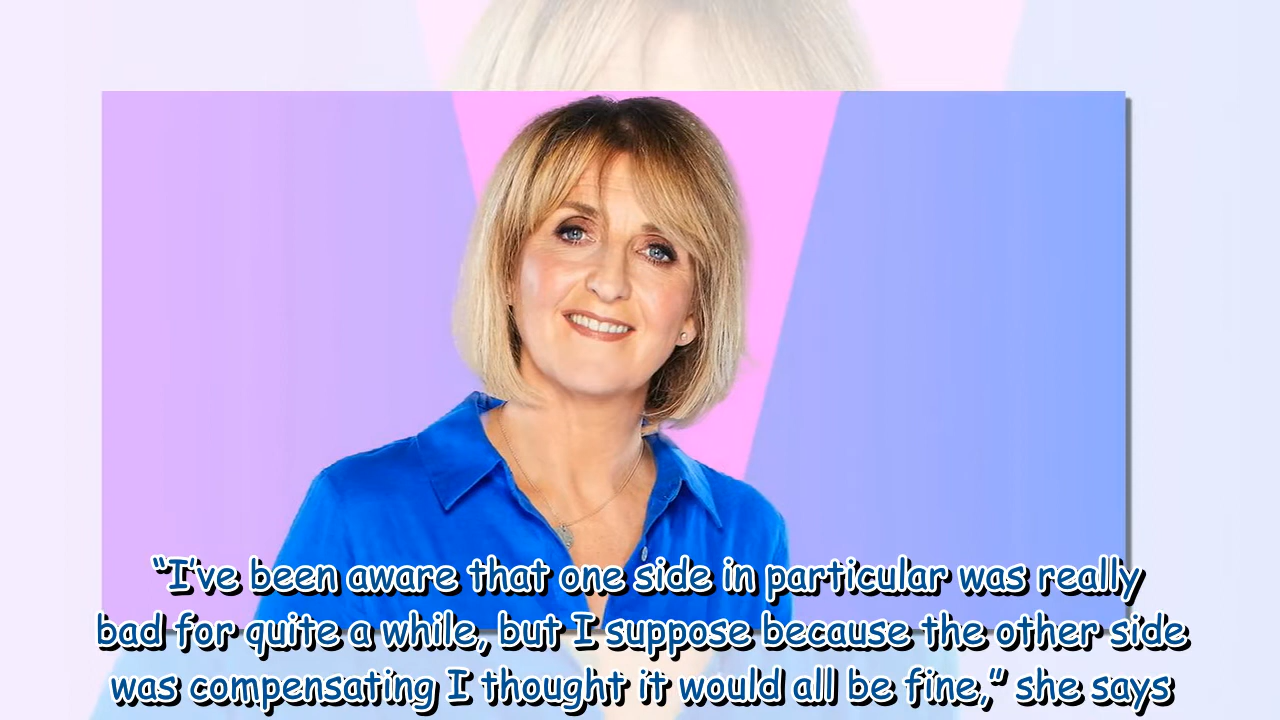 “I’ve been aware that one side in particular was really
bad for quite a while, but I suppose because the other side
was compensating I thought it would all be fine,” she says